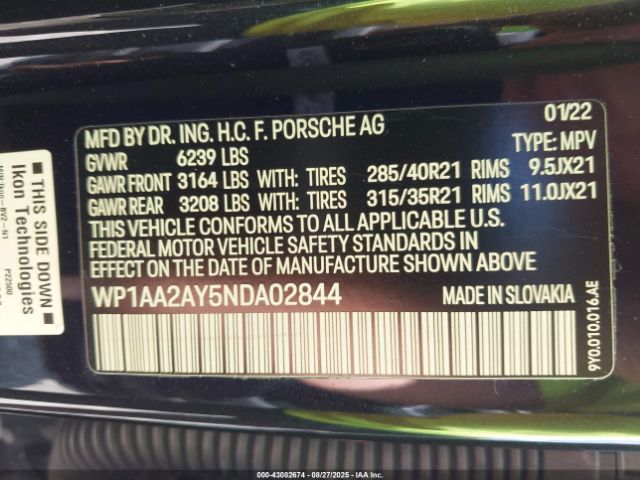 01/22
MFD BY DR. ING. H.C. F. PORSCHE AG
GVWR 6239 LBS TYPE: MPV
GAWR FRONT 3164 LBS WITH: TIRES 285/40R21 RIMS 9.5JX21
GAWR REAR 3208 LBS WITH: TIRES 315/35R21 RIMS 11.0JX21
THIS VEHICLE CONFORMS TO ALL APPLICABLE U.S.
FEDERAL MOTOR VEHICLE SAFETY STANDARDS IN
EFFECT ON THE DATE OF MANUFACTURE SHOWN ABOVE
WP1AA2AY5NDA02844 MADE IN SLOVAKIA
9Y0.010.016.AE
THIS SIDE DOWN
Ikon Technologies
P22500
000-43082674 - 08/27/2025 - IAA Inc.